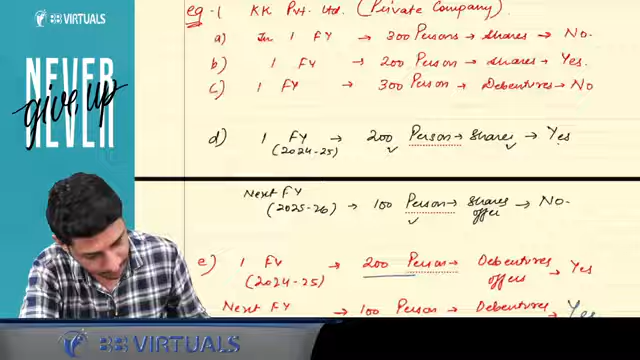 BB VIRTUALS
NEVER
give up
NEVER
eg-1 KK Pvt. Ltd. (Private Company).
a) In 1 FY → 300 Persons → shares → No.
b) 1 FY → 200 Person → shares → Yes.
c) 1 FY → 300 Person → Debentures → No
d) 1 FY → 200 Person → Shares → Yes
(2024-25)
Next FY → 100 Person → Shares → No.
(2025-26) offer
e) 1 FY → 200 Person → Debentures → Yes
(2024-25) offers
Next FY → 100 Person → Debentures → Yes
BB VIRTUALS